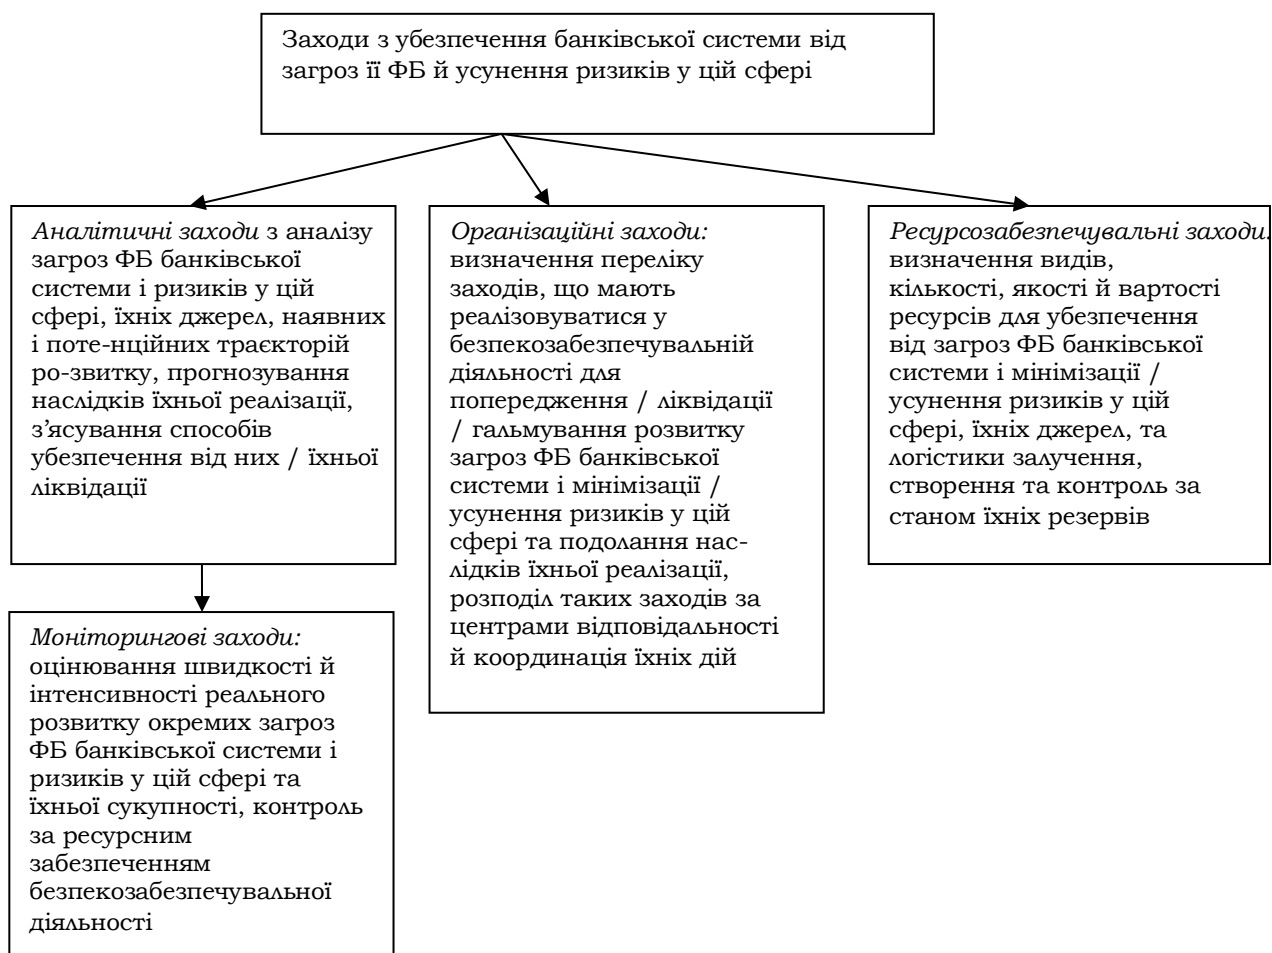 Заходи з убезпечення банківської системи від
загроз її ФБ й усунення ризиків у цій сфері
Аналітичні заходи з аналізу
загроз ФБ банківської
системи і ризиків у цій
сфері, їхніх джерел, наявних
і поте-нційних траєкторій
ро-звитку, прогнозування
наслідків їхньої реалізації,
з’ясування способів
убезпечення від них / їхньої
ліквідації
Організаційні заходи:
визначення переліку
заходів, що мають
реалізовуватися у
безпекозабезпечувальній
діяльності для
попередження / ліквідації
/ гальмування розвитку
загроз ФБ банківської
системи і мінімізації /
усунення ризиків у цій
сфері та подолання нас-
лідків їхньої реалізації,
розподіл таких заходів за
центрами відповідальності
й координація їхніх дій
Ресурсозабезпечувальні заходи:
визначення видів,
кількості, якості й вартості
ресурсів для убезпечення
від загроз ФБ банківської
системи і мінімізації /
усунення ризиків у цій
сфері, їхніх джерел, та
логістики залучення,
створення та контроль за
станом їхніх резервів
Моніторингові заходи:
оцінювання швидкості й
інтенсивності реального
розвитку окремих загроз
ФБ банківської системи і
ризиків у цій сфері та
їхньої сукупності, контроль
за ресурсним
забезпеченням
безпекозабезпечувальної
діяльності